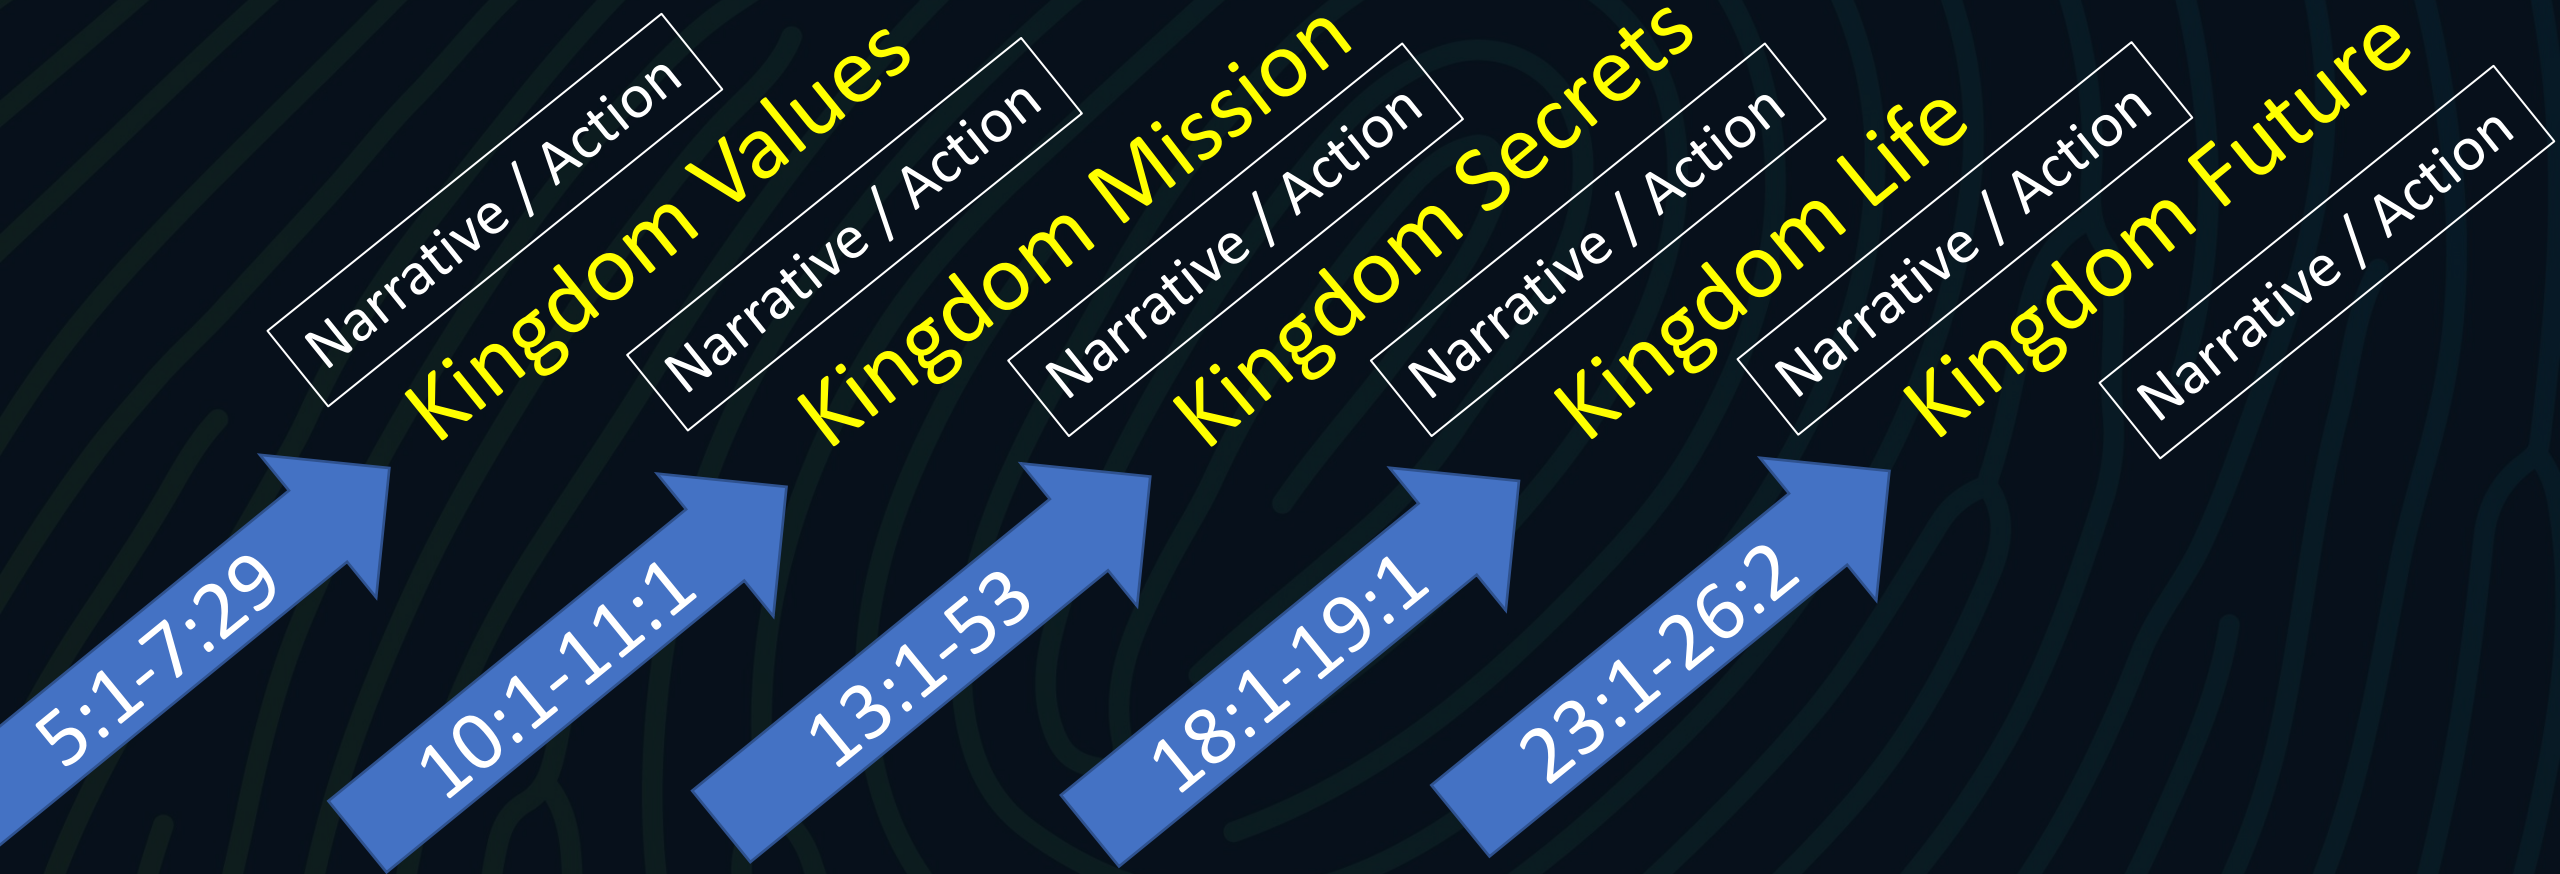 Narrative / Action
Kingdom Values
Narrative / Action
Kingdom Mission
Narrative / Action
Kingdom Secrets
Narrative / Action
Kingdom Life
Narrative / Action
Kingdom Future
Narrative / Action
5:1-7:29
10:1-11:1
13:1-53
18:1-19:1
23:1-26:2